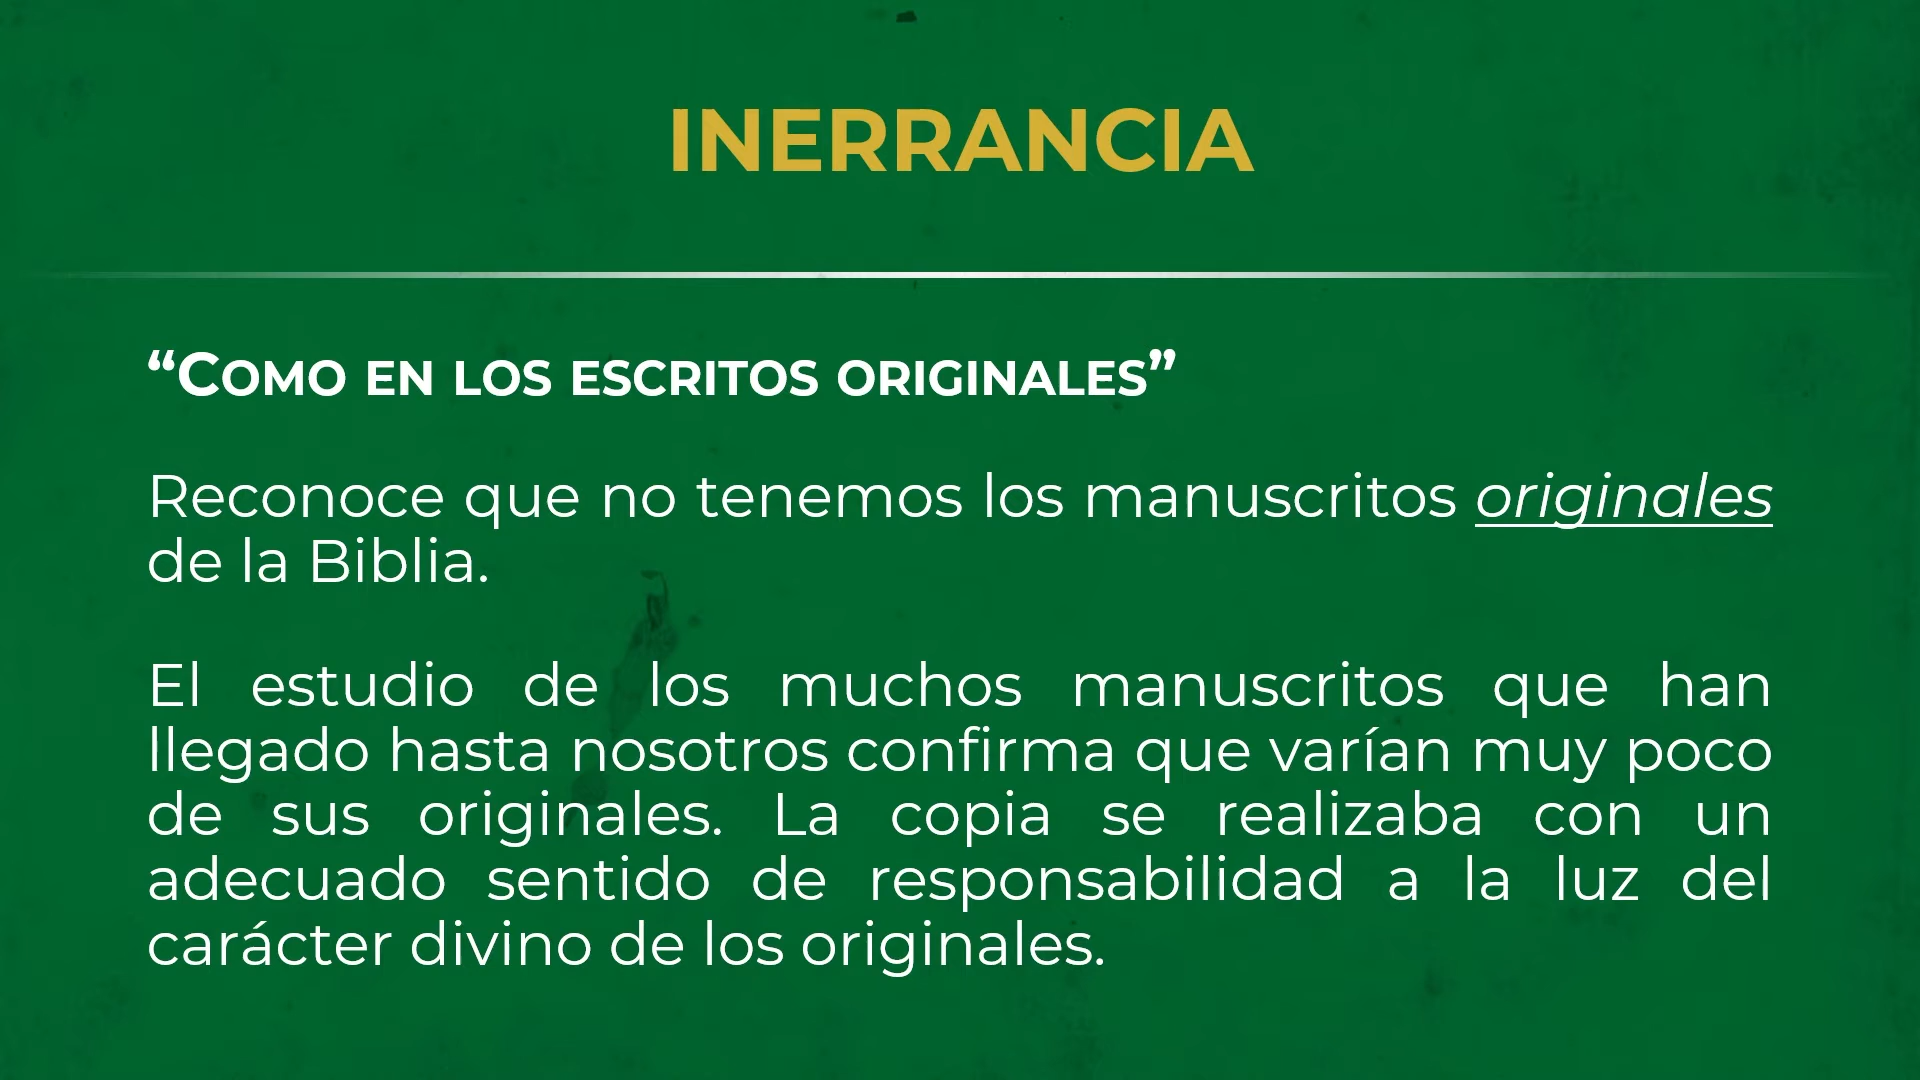 INERRANCIA
“Como en los escritos originales”
Reconoce que no tenemos los manuscritos originales
de la Biblia.
El estudio de los muchos manuscritos que han
llegado hasta nosotros confirma que varían muy poco
de sus originales. La copia se realizaba con un
adecuado sentido de responsabilidad a la luz del
carácter divino de los originales.